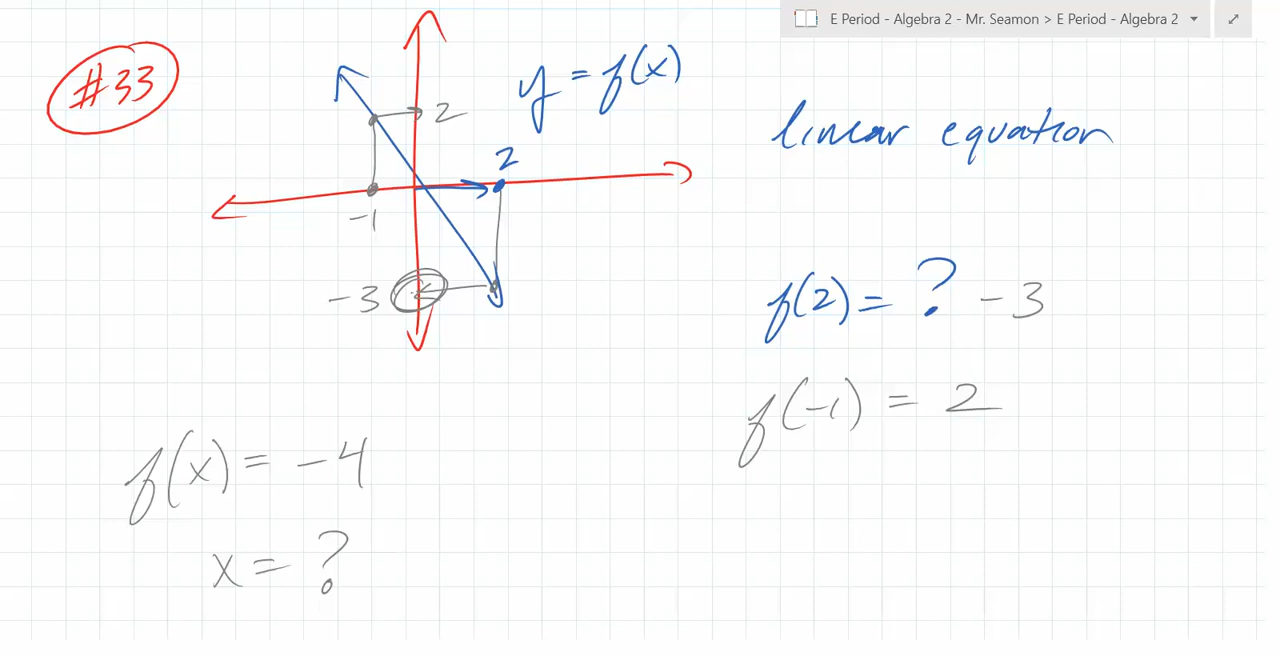 E Period - Algebra 2 - Mr. Seamon > E Period - Algebra 2
#33
y = f(x)
linear equation
2
2
-1
-3
f(2) = ? -3
f(-1) = 2
f(x) = -4
x = ?